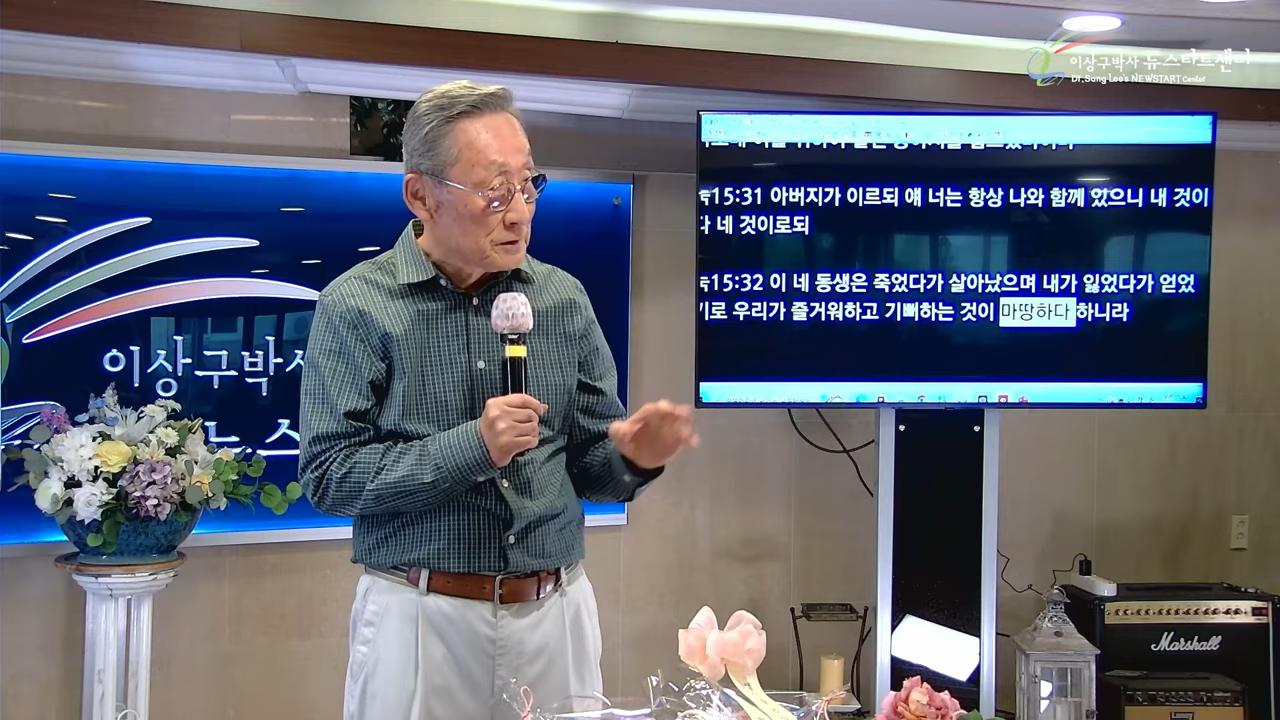 이상구박사 뉴스타트센터
Dr. Sang Lee's NEWSTART Center
15:31 아버지가 이르되 얘 너는 항상 나와 함께 있으니 내 것이
다 네 것이로되
15:32 이 네 동생은 죽었다가 살아났으며 내가 잃었다가 얻었
기로 우리가 즐거워하고 기뻐하는 것이 마땅하다 하니라
이상구박사
뉴스
Marshall